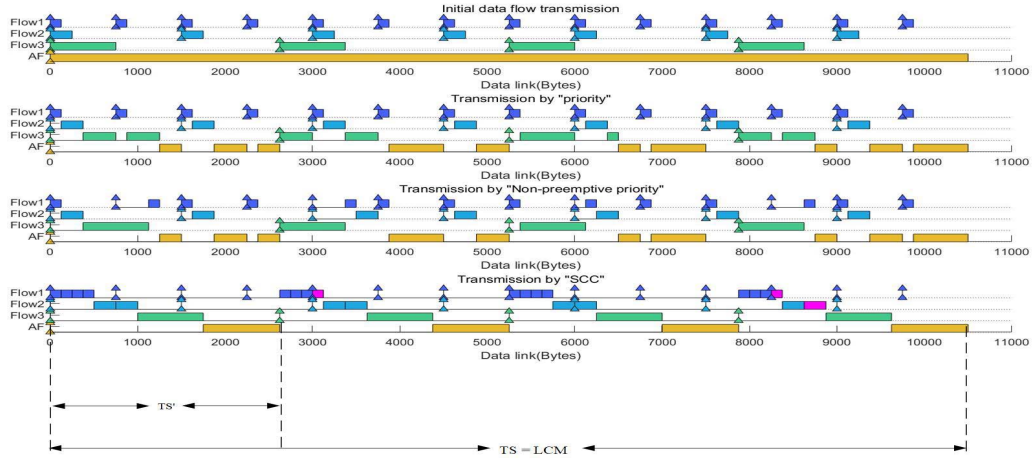 Initial data flow transmission
Flow1
Flow2
Flow3
AF
0 1000 2000 3000 4000 5000 6000 7000 8000 9000 10000 11000
Data link(Bytes)
Transmission by "priority"
Flow1
Flow2
Flow3
AF
0 1000 2000 3000 4000 5000 6000 7000 8000 9000 10000 11000
Data link(Bytes)
Transmission by "Non-preemptive priority"
Flow1
Flow2
Flow3
AF
0 1000 2000 3000 4000 5000 6000 7000 8000 9000 10000 11000
Data link(Bytes)
Transmission by "SCC"
Flow1
Flow2
Flow3
AF
0 1000 2000 3000 4000 5000 6000 7000 8000 9000 10000 11000
Data link(Bytes)
TS'
TS = LCM